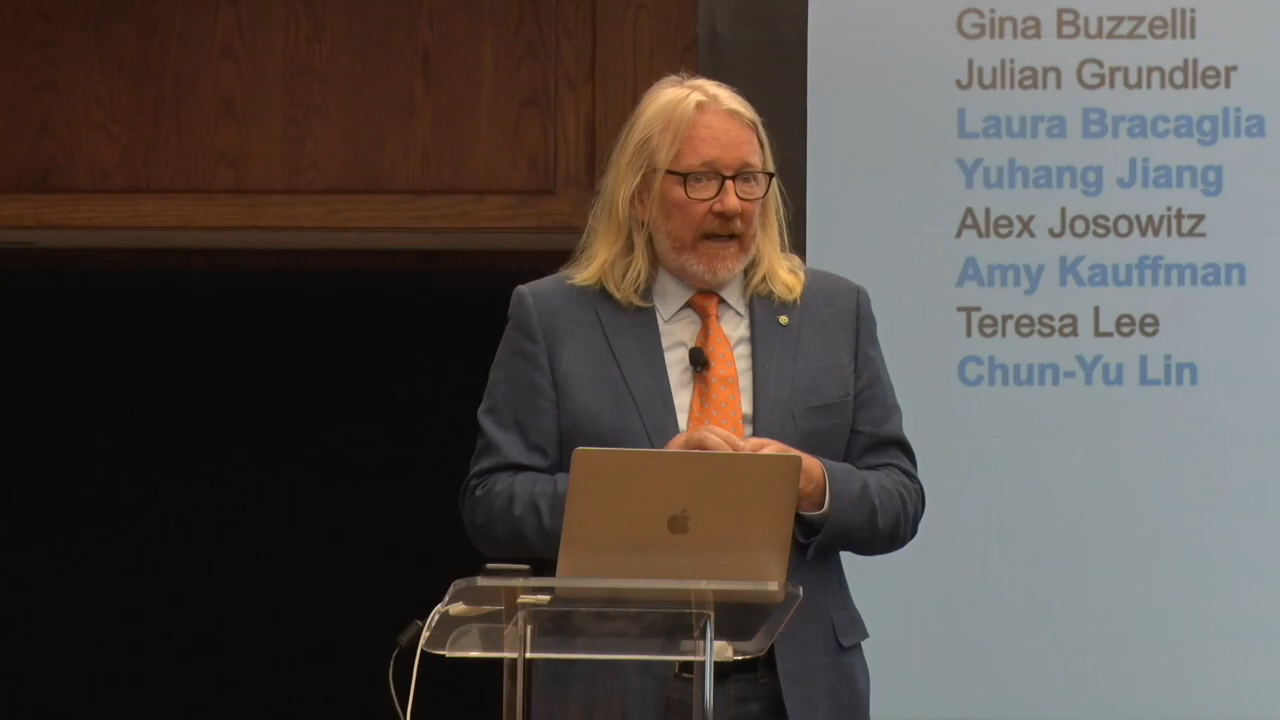 Gina Buzzelli
Julian Grundler
Laura Bracaglia
Yuhang Jiang
Alex Josowitz
Amy Kauffman
Teresa Lee
Chun-Yu Lin